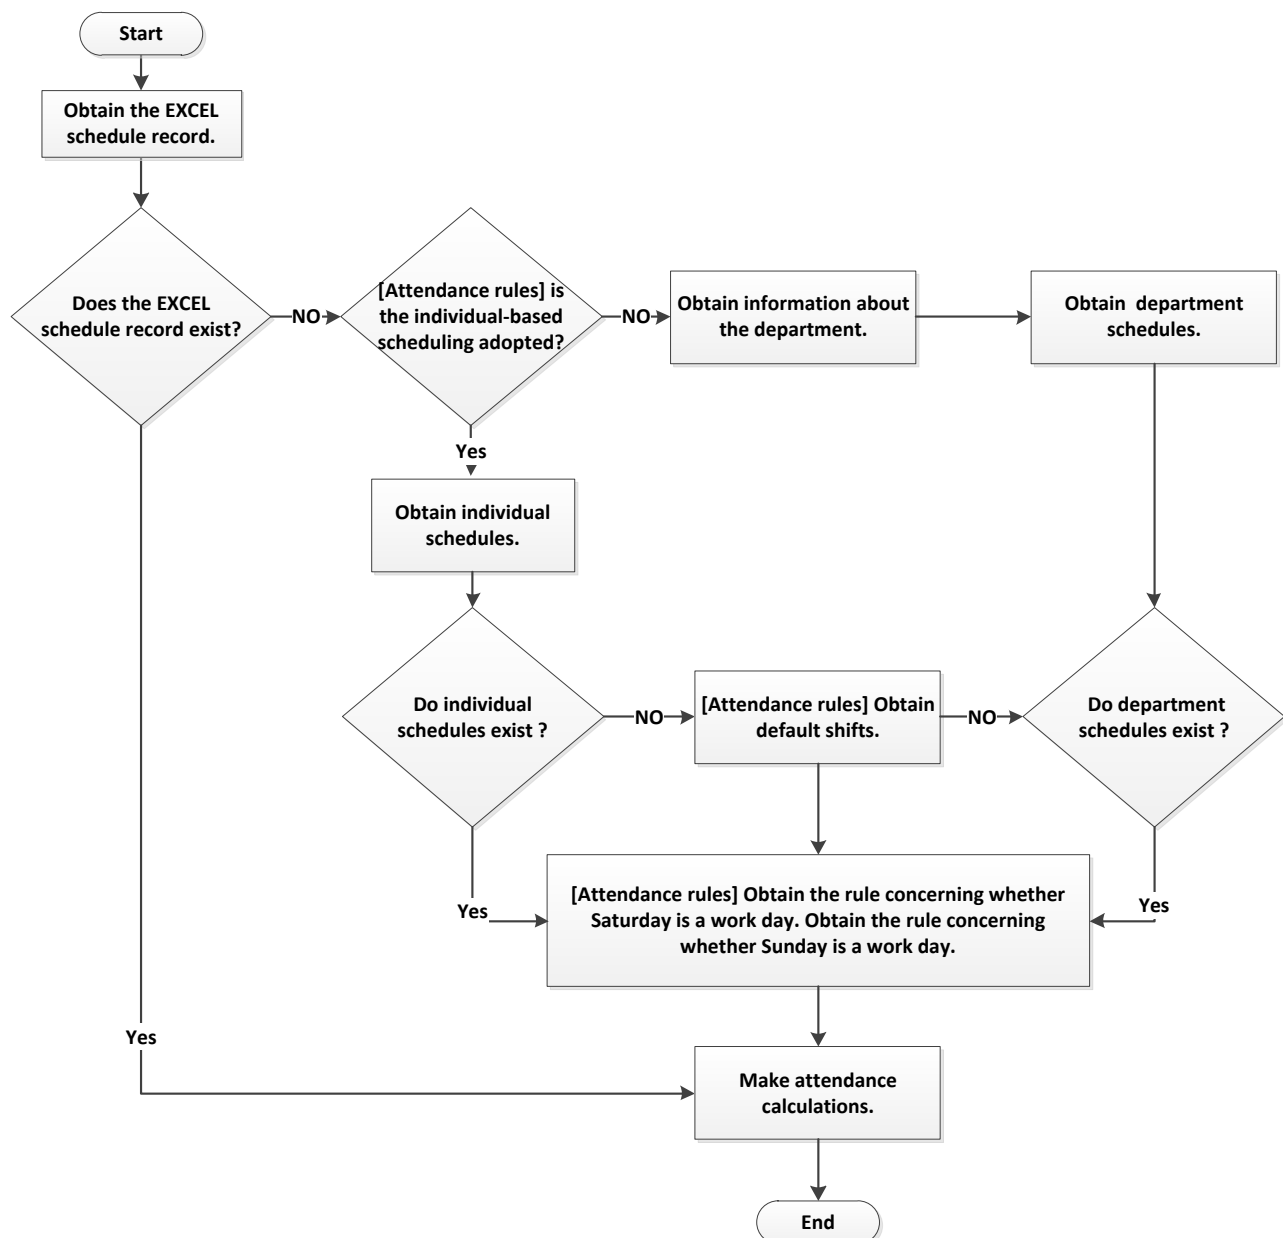 Start
Obtain the EXCEL
schedule record.
Does the EXCEL
schedule record exist?
NO
[Attendance rules] is
the individual-based
scheduling adopted?
NO
Obtain information about
the department.
Obtain department
schedules.
Yes
Obtain individual
schedules.
Do individual
schedules exist ?
NO
[Attendance rules] Obtain
default shifts.
NO
Do department
schedules exist ?
Yes
[Attendance rules] Obtain the rule concerning whether
Saturday is a work day. Obtain the rule concerning
whether Sunday is a work day.
Yes
Yes
Make attendance
calculations.
End